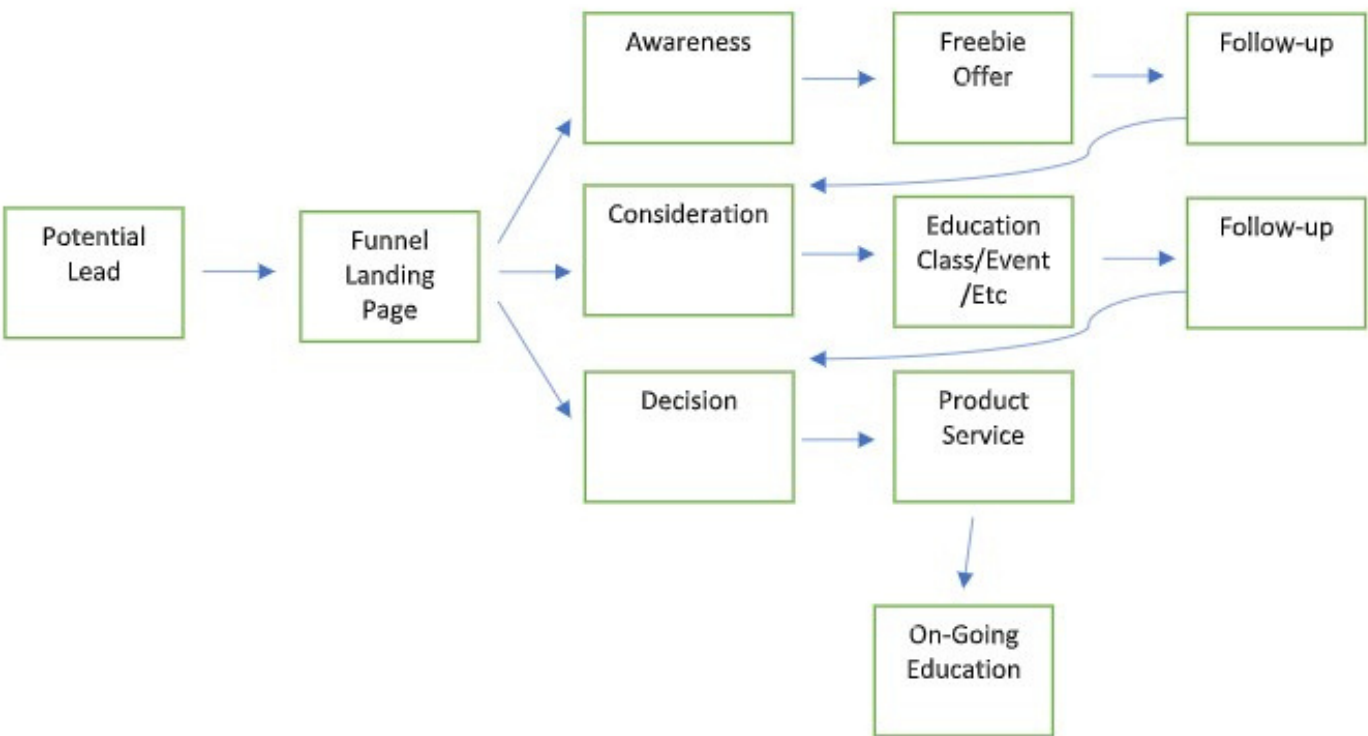 Awareness
Freebie
Offer
Follow-up
Potential
Lead
Funnel
Landing
Page
Consideration
Education
Class/Event
/Etc
Follow-up
Decision
Product
Service
On-Going
Education